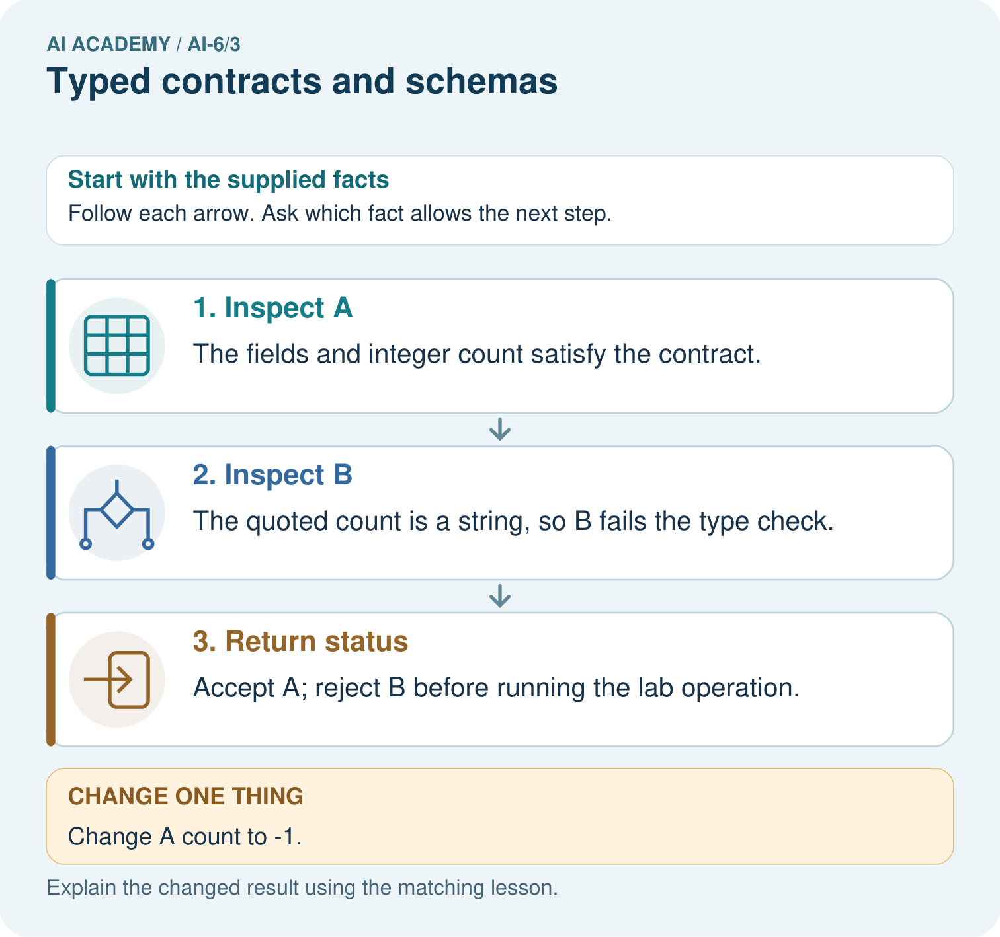 AI ACADEMY / AI-6/3
Typed contracts and schemas
Start with the supplied facts
Follow each arrow. Ask which fact allows the next step.
1. Inspect A
The fields and integer count satisfy the contract.
2. Inspect B
The quoted count is a string, so B fails the type check.
3. Return status
Accept A; reject B before running the lab operation.
CHANGE ONE THING
Change A count to -1.
Explain the changed result using the matching lesson.